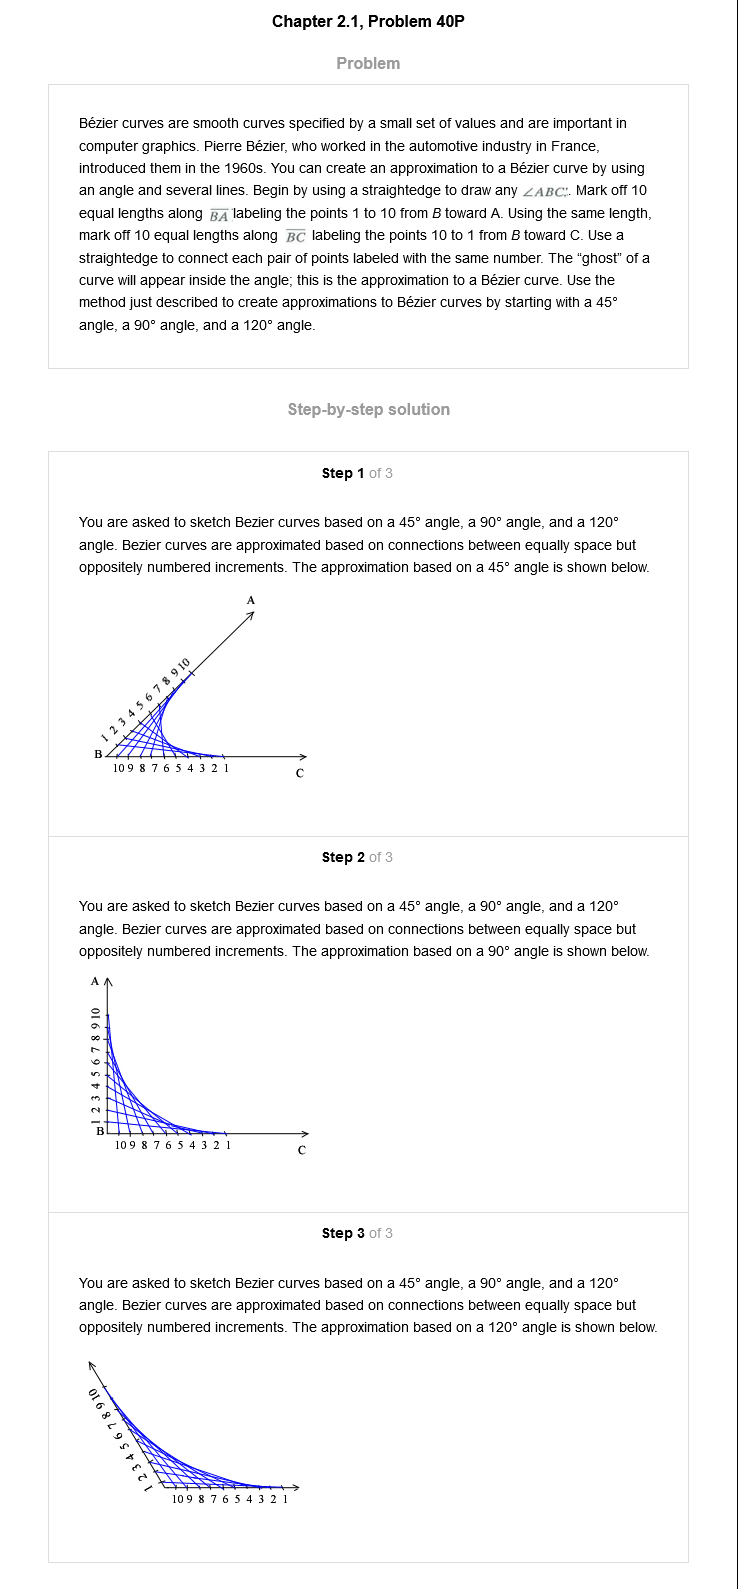 Chapter 2.1, Problem 40P
Problem
Bézier curves are smooth curves specified by a small set of values and are important in
computer graphics. Pierre Bézier, who worked in the automotive industry in France,
introduced them in the 1960s. You can create an approximation to a Bézier curve by using
an angle and several lines. Begin by using a straightedge to draw any ∠ABC. Mark off 10
equal lengths along BA labeling the points 1 to 10 from B toward A. Using the same length,
mark off 10 equal lengths along BC labeling the points 10 to 1 from B toward C. Use a
straightedge to connect each pair of points labeled with the same number. The “ghost” of a
curve will appear inside the angle; this is the approximation to a Bézier curve. Use the
method just described to create approximations to Bézier curves by starting with a 45°
angle, a 90° angle, and a 120° angle.
Step-by-step solution
Step 1 of 3
You are asked to sketch Bezier curves based on a 45° angle, a 90° angle, and a 120°
angle. Bezier curves are approximated based on connections between equally space but
oppositely numbered increments. The approximation based on a 45° angle is shown below.
A
1 2 3 4 5 6 7 8 9 10
B
10 9 8 7 6 5 4 3 2 1
C
Step 2 of 3
You are asked to sketch Bezier curves based on a 45° angle, a 90° angle, and a 120°
angle. Bezier curves are approximated based on connections between equally space but
oppositely numbered increments. The approximation based on a 90° angle is shown below.
A
1 2 3 4 5 6 7 8 9 10
B
10 9 8 7 6 5 4 3 2 1
C
Step 3 of 3
You are asked to sketch Bezier curves based on a 45° angle, a 90° angle, and a 120°
angle. Bezier curves are approximated based on connections between equally space but
oppositely numbered increments. The approximation based on a 120° angle is shown below.
1 2 3 4 5 6 7 8 9 10
10 9 8 7 6 5 4 3 2 1